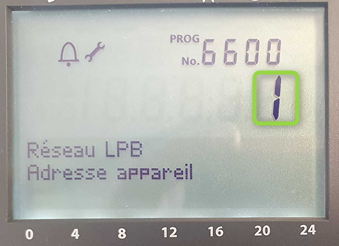 PROG
No. 6600
1
Réseau LPB
Adresse appareil
0 4 8 12 16 20 24